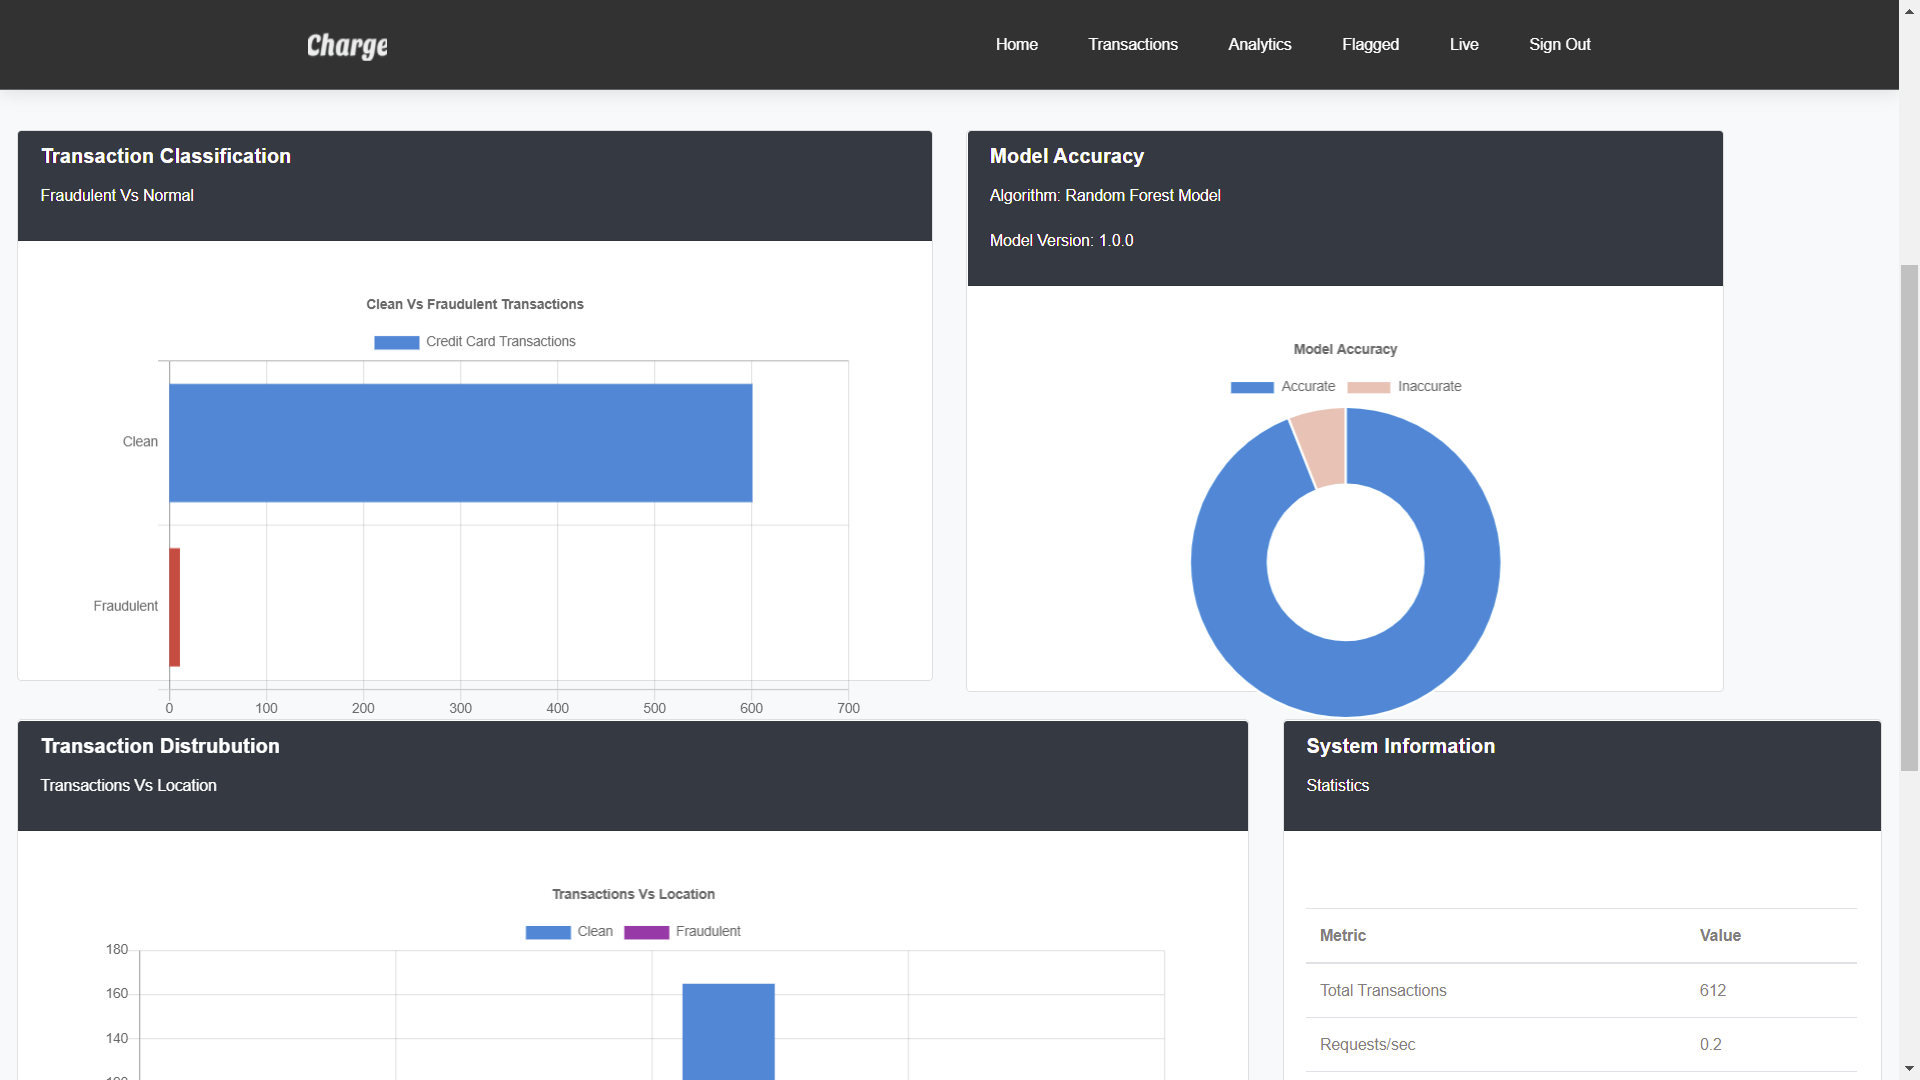 Charge
Home Transactions Analytics Flagged Live Sign Out
Transaction Classification
Fraudulent Vs Normal
Clean Vs Fraudulent Transactions
Credit Card Transactions
Clean
Fraudulent
0 100 200 300 400 500 600 700
Model Accuracy
Algorithm: Random Forest Model
Model Version: 1.0.0
Model Accuracy
Accurate Inaccurate
Transaction Distrubution
Transactions Vs Location
Transactions Vs Location
Clean Fraudulent
180
160
140
System Information
Statistics
Metric Value
Total Transactions 612
Requests/sec 0.2